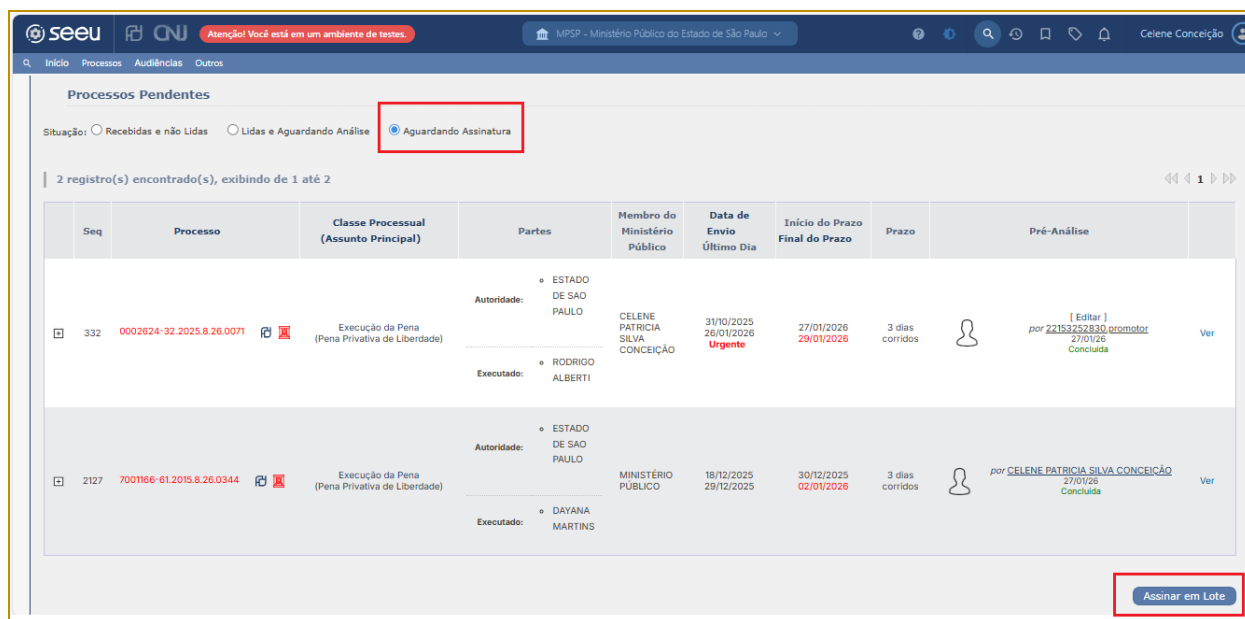 seeu CNJ Atenção! Você está em um ambiente de testes. MPSP - Ministério Público do Estado de São Paulo Celene Conceição
Início Processos Audiências Outros
Processos Pendentes
Situação: Recebidas e não Lidas Lidas e Aguardando Análise Aguardando Assinatura
2 registro(s) encontrado(s), exibindo de 1 até 2
1
Seq
Processo
Classe Processual
(Assunto Principal)
Partes
Membro do
Ministério
Público
Data de
Envio
Último Dia
Início do Prazo
Final do Prazo
Prazo
Pré-Análise
332
0002624-32.2025.8.26.0071
Execução da Pena
(Pena Privativa de Liberdade)
Autoridade:
ESTADO
DE SAO
PAULO
Executado:
RODRIGO
ALBERTI
CELENE
PATRICIA
SILVA
CONCEIÇÃO
31/10/2025
26/01/2026
Urgente
27/01/2026
29/01/2026
3 dias
corridos
[ Editar ]
por 22153252830.promotor
27/01/26
Concluída
Ver
2127
7001166-61.2015.8.26.0344
Execução da Pena
(Pena Privativa de Liberdade)
Autoridade:
ESTADO
DE SAO
PAULO
Executado:
DAYANA
MARTINS
MINISTÉRIO
PÚBLICO
18/12/2025
29/12/2025
30/12/2025
02/01/2026
3 dias
corridos
por CELENE PATRICIA SILVA CONCEIÇÃO
27/01/26
Concluída
Ver
Assinar em Lote